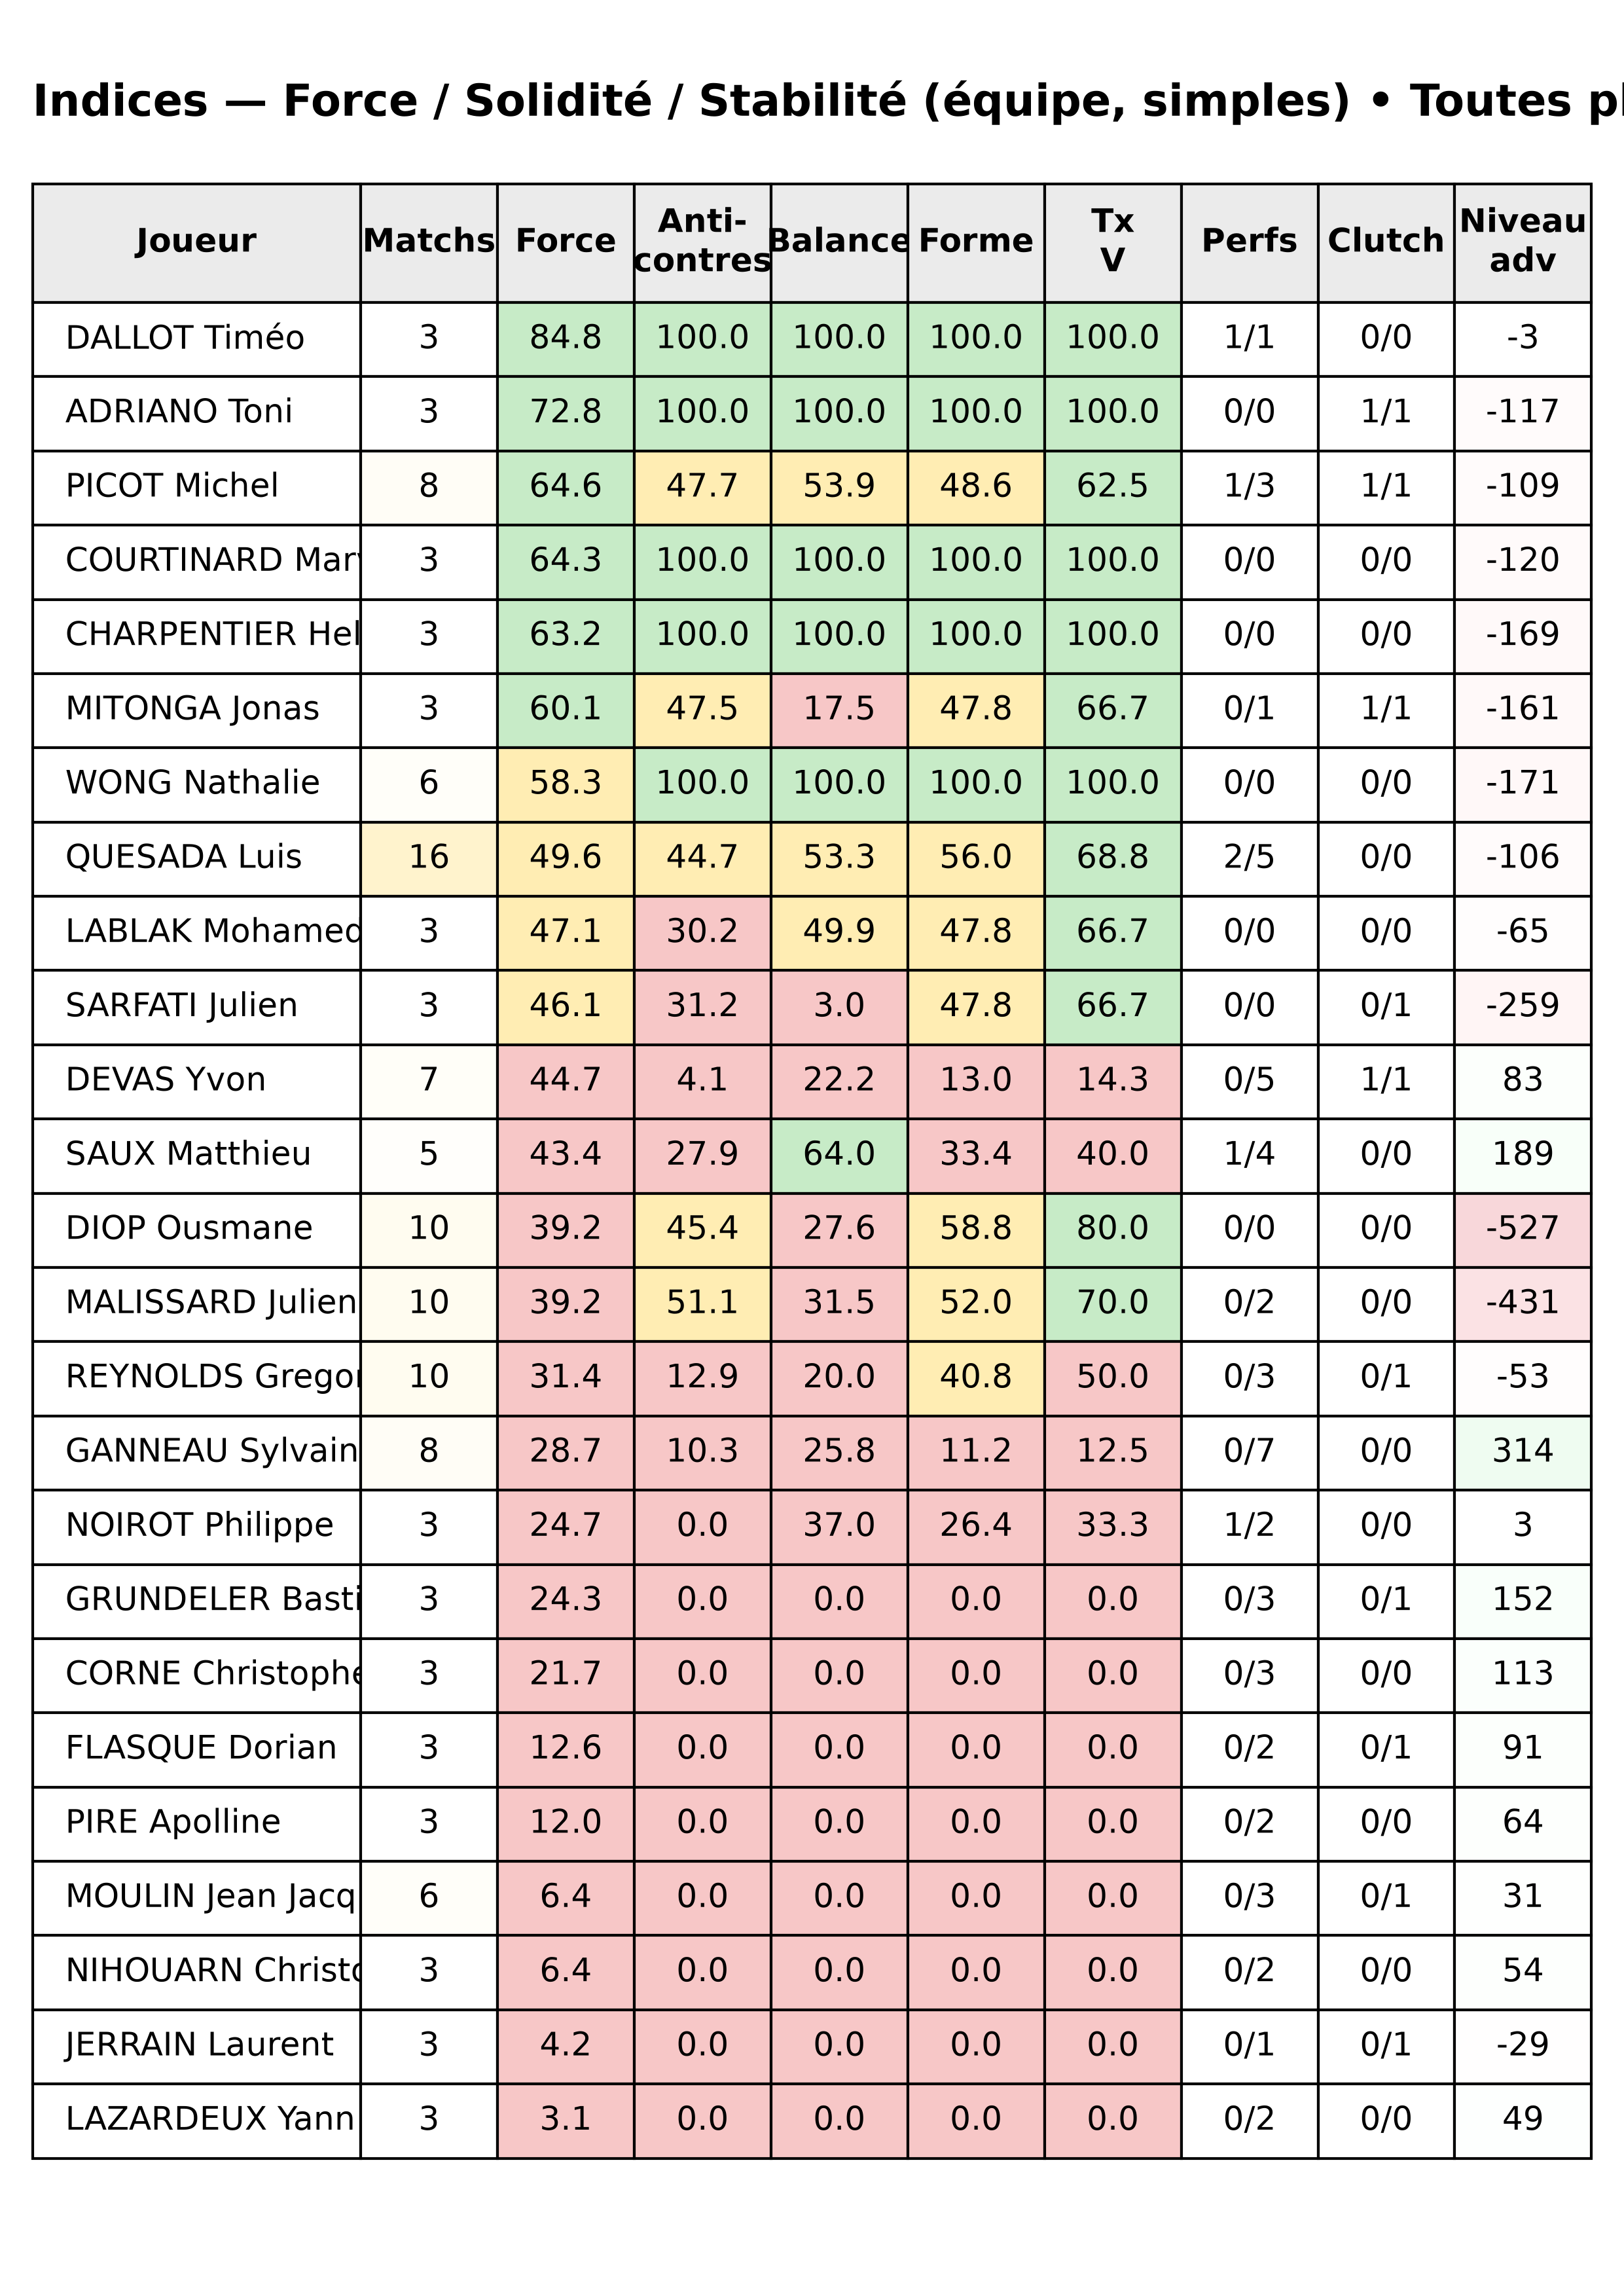 Indices — Force / Solidité / Stabilité (équipe, simples) • Toutes pl
Joueur Matchs Force Anti-contres Balance Forme Tx V Perfs Clutch Niveau adv
DALLOT Timéo 3 84.8 100.0 100.0 100.0 100.0 1/1 0/0 -3
ADRIANO Toni 3 72.8 100.0 100.0 100.0 100.0 0/0 1/1 -117
PICOT Michel 8 64.6 47.7 53.9 48.6 62.5 1/3 1/1 -109
COURTINARD Marv 3 64.3 100.0 100.0 100.0 100.0 0/0 0/0 -120
CHARPENTIER Hel 3 63.2 100.0 100.0 100.0 100.0 0/0 0/0 -169
MITONGA Jonas 3 60.1 47.5 17.5 47.8 66.7 0/1 1/1 -161
WONG Nathalie 6 58.3 100.0 100.0 100.0 100.0 0/0 0/0 -171
QUESADA Luis 16 49.6 44.7 53.3 56.0 68.8 2/5 0/0 -106
LABLAK Mohamed 3 47.1 30.2 49.9 47.8 66.7 0/0 0/0 -65
SARFATI Julien 3 46.1 31.2 3.0 47.8 66.7 0/0 0/1 -259
DEVAS Yvon 7 44.7 4.1 22.2 13.0 14.3 0/5 1/1 83
SAUX Matthieu 5 43.4 27.9 64.0 33.4 40.0 1/4 0/0 189
DIOP Ousmane 10 39.2 45.4 27.6 58.8 80.0 0/0 0/0 -527
MALISSARD Julien 10 39.2 51.1 31.5 52.0 70.0 0/2 0/0 -431
REYNOLDS Gregor 10 31.4 12.9 20.0 40.8 50.0 0/3 0/1 -53
GANNEAU Sylvain 8 28.7 10.3 25.8 11.2 12.5 0/7 0/0 314
NOIROT Philippe 3 24.7 0.0 37.0 26.4 33.3 1/2 0/0 3
GRUNDELER Basti 3 24.3 0.0 0.0 0.0 0.0 0/3 0/1 152
CORNE Christophe 3 21.7 0.0 0.0 0.0 0.0 0/3 0/0 113
FLASQUE Dorian 3 12.6 0.0 0.0 0.0 0.0 0/2 0/1 91
PIRE Apolline 3 12.0 0.0 0.0 0.0 0.0 0/2 0/0 64
MOULIN Jean Jacq 6 6.4 0.0 0.0 0.0 0.0 0/3 0/1 31
NIHOUARN Christo 3 6.4 0.0 0.0 0.0 0.0 0/2 0/0 54
JERRAIN Laurent 3 4.2 0.0 0.0 0.0 0.0 0/1 0/1 -29
LAZARDEUX Yann 3 3.1 0.0 0.0 0.0 0.0 0/2 0/0 49